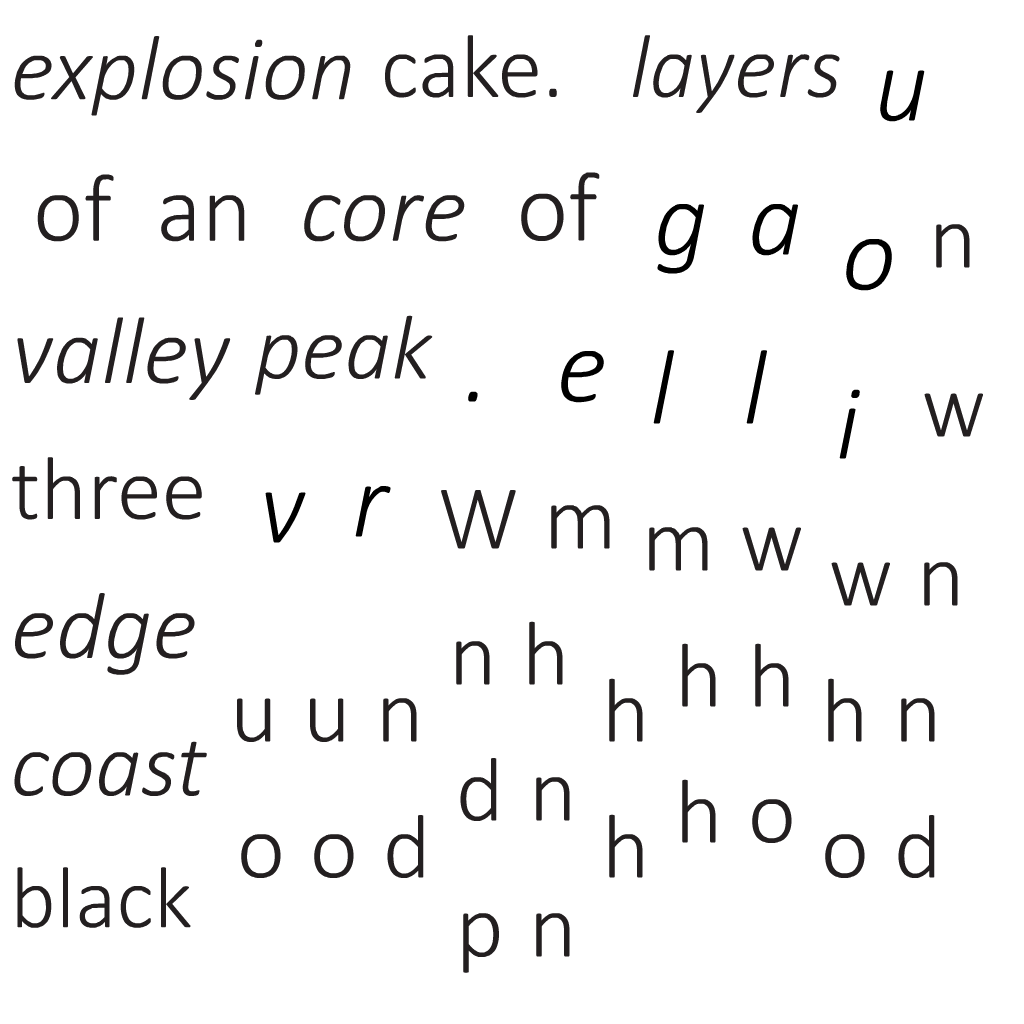 explosion cake. layers u
of an core of g a o n
valley peak . e l l i w
three v r W m m w w n
edge n h h h h h n
u u n
coast d n h h o o d
o o d
black p n